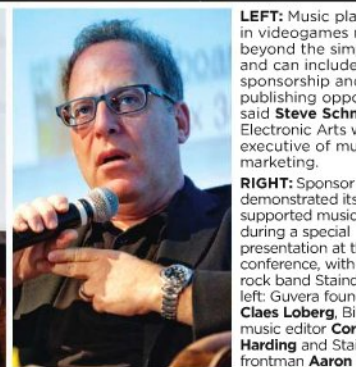 LEFT: Music pla
in videogames
beyond the sim
and can include
sponsorship and
publishing oppo
said Steve Schn
Electronic Arts
executive of mu
marketing.
RIGHT: Sponsor
demonstrated its
supported music
during a special
presentation at t
conference, with
rock band Stainc
left: Guvera foun
Claes Loberg, Bi
music editor Cor
Harding and Stai
frontman Aaron